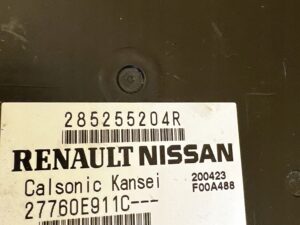 285255204R
RENAULT NISSAN
Calsonic Kansei 200423
27760E911C--- F00A488